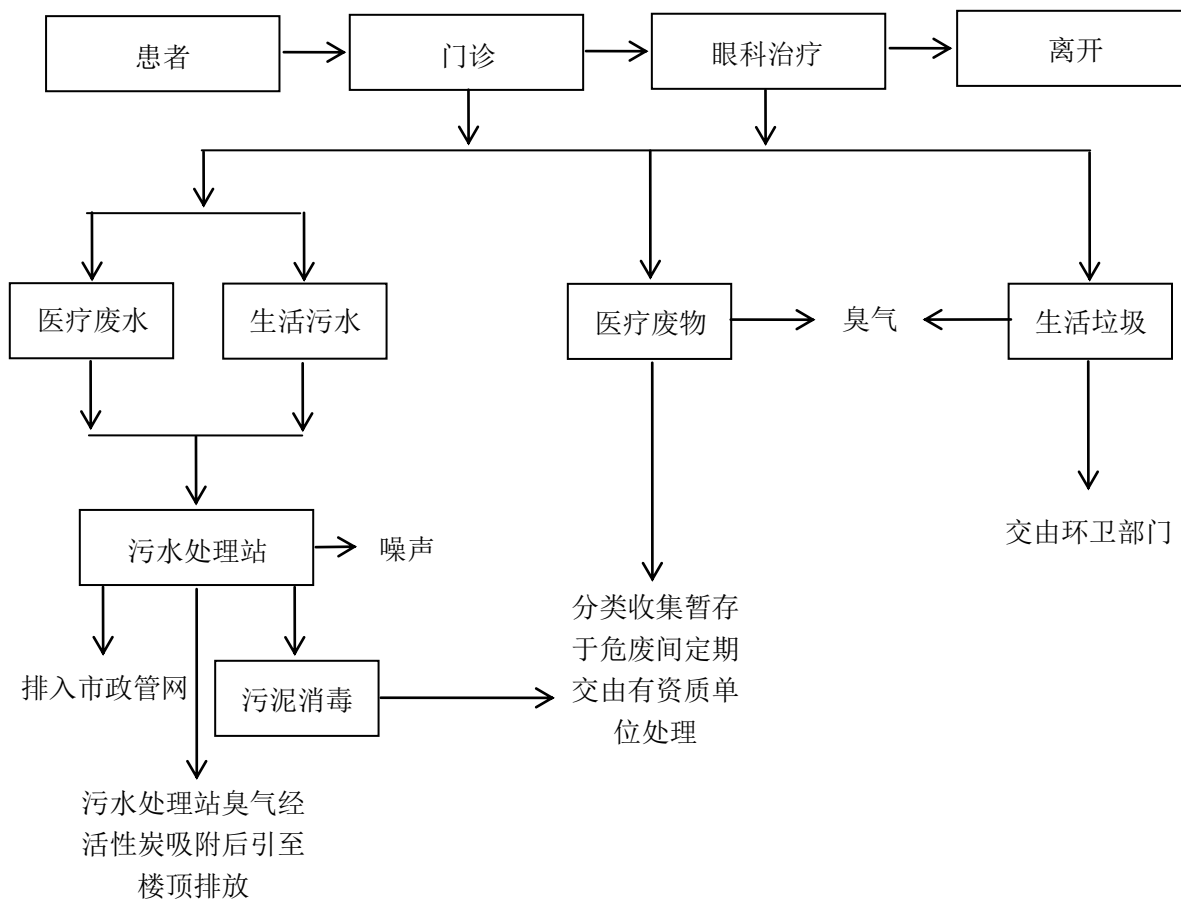 患者
门诊
眼科治疗
离开
医疗废水
生活污水
医疗废物
臭气
生活垃圾
污水处理站
噪声
交由环卫部门
排入市政管网
污泥消毒
分类收集暂存
于危废间定期
交由有资质单
位处理
污水处理站臭气经
活性炭吸附后引至
楼顶排放